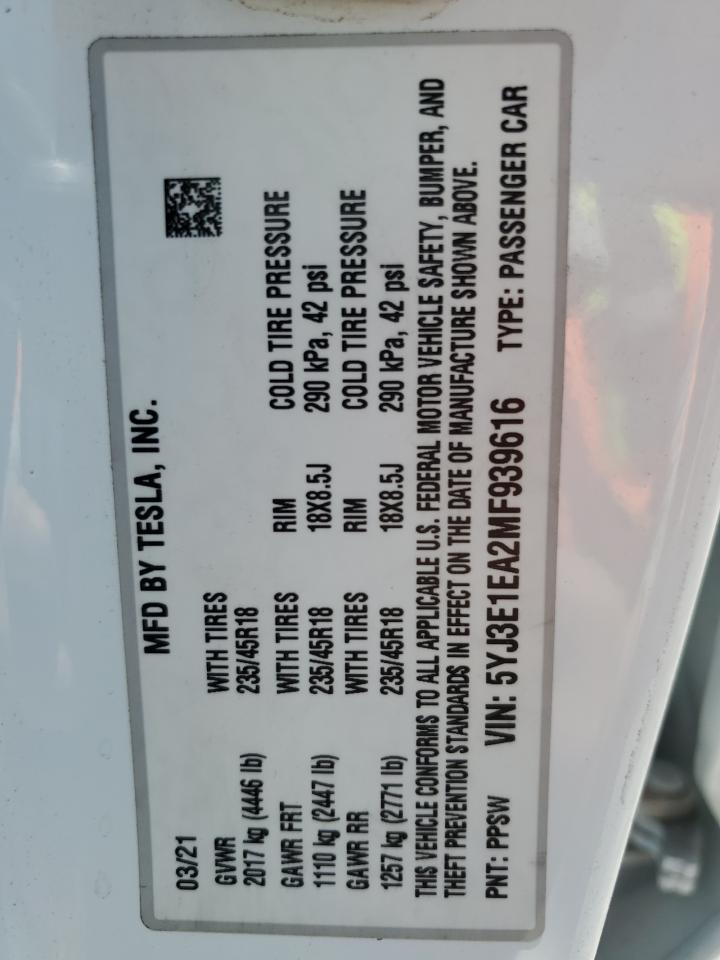 MFD BY TESLA, INC.
03/21
GVWR WITH TIRES
2017 kg (4446 lb) 235/45R18
GAWR FRT WITH TIRES RIM COLD TIRE PRESSURE
1110 kg (2447 lb) 235/45R18 18X8.5J 290 kPa, 42 psi
GAWR RR WITH TIRES RIM COLD TIRE PRESSURE
1257 kg (2771 lb) 235/45R18 18X8.5J 290 kPa, 42 psi
THIS VEHICLE CONFORMS TO ALL APPLICABLE U.S. FEDERAL MOTOR VEHICLE SAFETY, BUMPER, AND
THEFT PREVENTION STANDARDS IN EFFECT ON THE DATE OF MANUFACTURE SHOWN ABOVE.
PNT: PPSW VIN: 5YJ3E1EA2MF939616 TYPE: PASSENGER CAR